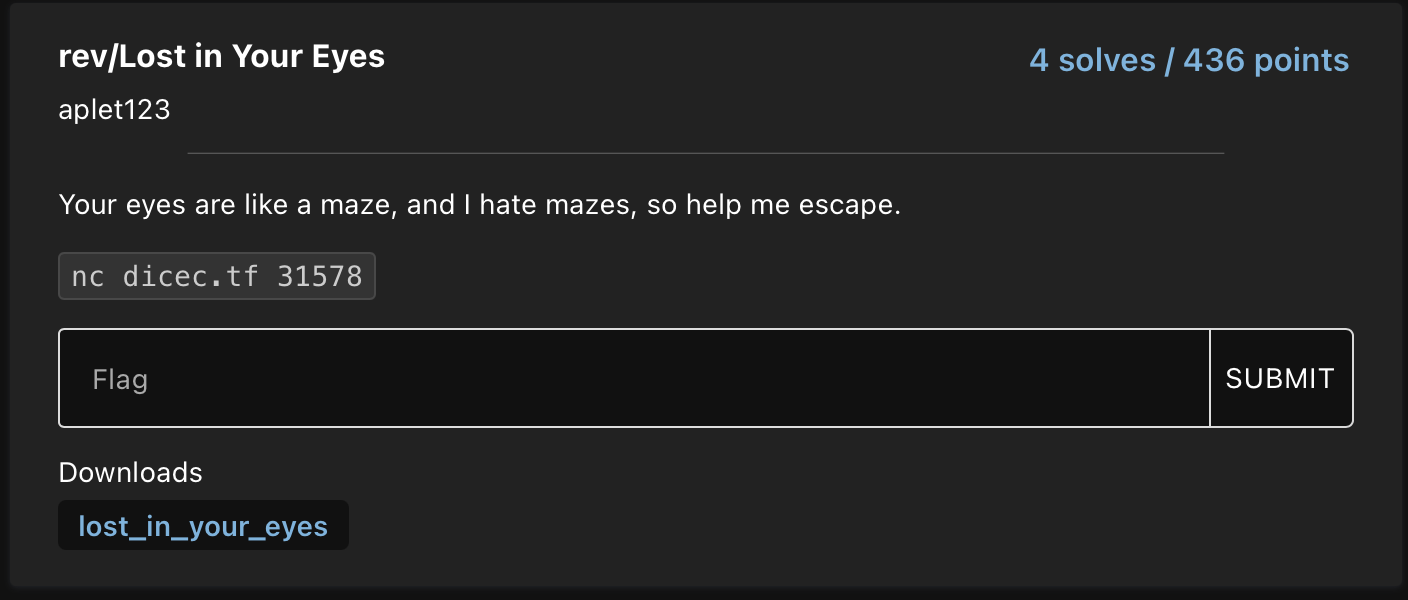 rev/Lost in Your Eyes
4 solves / 436 points
aplet123
Your eyes are like a maze, and I hate mazes, so help me escape.
nc dicec.tf 31578
Flag
SUBMIT
Downloads
lost_in_your_eyes